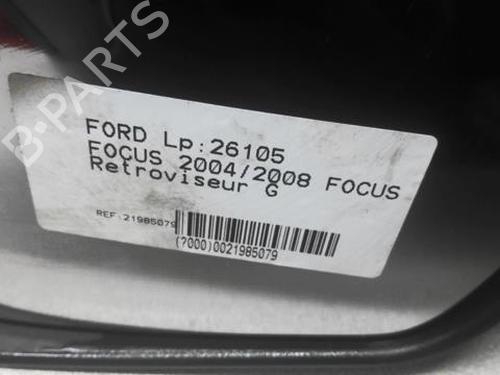 B-PARTS
FORD Lp:26105
FOCUS 2004/2008 FOCUS
Retroviseur G
REF:21985079
(7000)0021985079